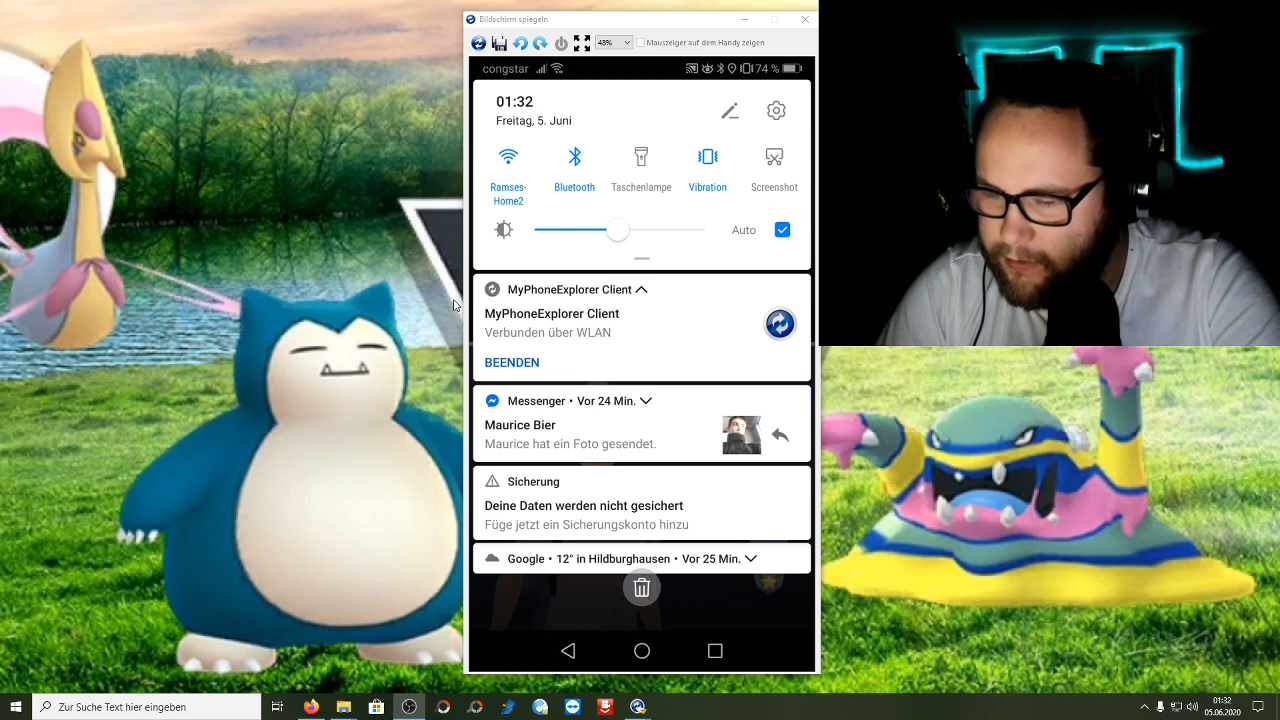 Bildschirm spiegeln
48%
Mauszeiger auf dem Handy zeigen
congstar
74 %
01:32
Freitag, 5. Juni
Ramses-Home2
Bluetooth
Taschenlampe
Vibration
Screenshot
Auto
MyPhoneExplorer Client
MyPhoneExplorer Client
Verbunden über WLAN
BEENDEN
Messenger • Vor 24 Min.
Maurice Bier
Maurice hat ein Foto gesendet.
Sicherung
Deine Daten werden nicht gesichert
Füge jetzt ein Sicherungskonto hinzu
Google • 12° in Hildburghausen • Vor 25 Min.
Zur Suche Text hier eingeben
01:32
05.06.2020